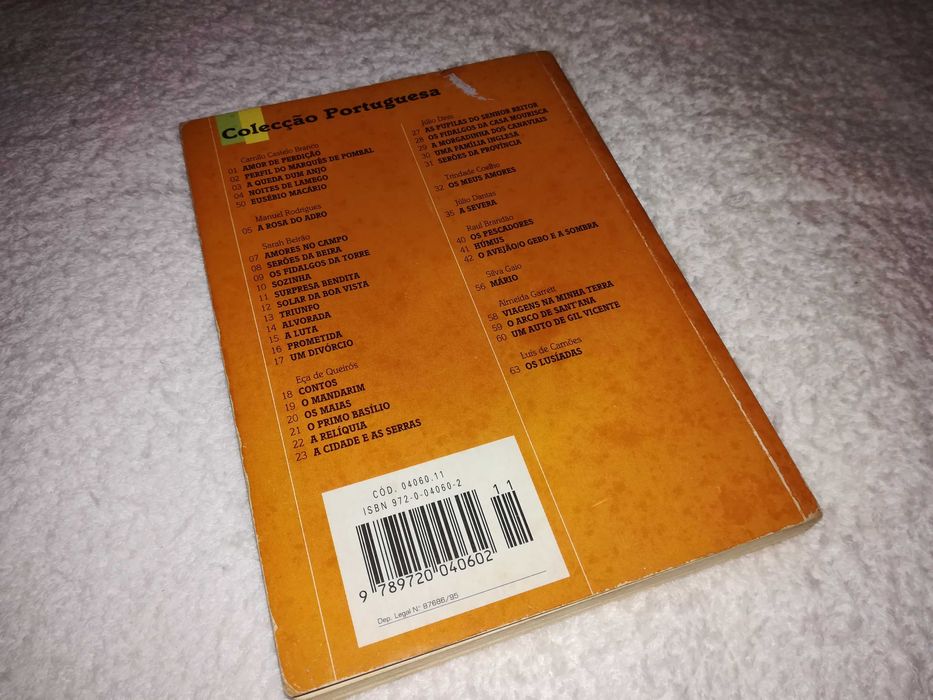 Colecção Portuguesa
Camilo Castelo Branco
01 AMOR DE PERDIÇÃO
02 PERFIL DO MARQUÊS DE POMBAL
03 A QUEDA DUM ANJO
04 NOITES DE LAMEGO
50 EUSÉBIO MACÁRIO
Manuel Rodrigues
05 A ROSA DO ADRO
Sarah Beirão
07 AMORES NO CAMPO
08 SERÕES DA BEIRA
09 OS FIDALGOS DA TORRE
10 SOZINHA
11 SURPRESA BENDITA
12 SOLAR DA BOA VISTA
13 TRIUNFO
14 ALVORADA
15 A LUTA
16 PROMETIDA
17 UM DIVÓRCIO
Eça de Queirós
18 CONTOS
19 O MANDARIM
20 OS MAIAS
21 O PRIMO BASÍLIO
22 A RELÍQUIA
23 A CIDADE E AS SERRAS
Júlio Dinis
27 AS PUPILAS DO SENHOR REITOR
28 OS FIDALGOS DA CASA MOURISCA
29 A MORGADINHA DOS CANAVIAIS
30 UMA FAMÍLIA INGLESA
31 SERÕES DA PROVÍNCIA
Trindade Coelho
32 OS MEUS AMORES
Júlio Dantas
35 A SEVERA
Raul Brandão
40 OS PESCADORES
41 HÚMUS
42 O AVEJÃO/O GEBO E A SOMBRA
Silva Gaio
56 MÁRIO
Almeida Garrett
58 VIAGENS NA MINHA TERRA
59 O ARCO DE SANT'ANA
60 UM AUTO DE GIL VICENTE
Luís de Camões
63 OS LUSÍADAS
CÓD. 04060.11
ISBN 972-0-04060-2
11
9 789720 040602
Dep. Legal N.º 87686/95